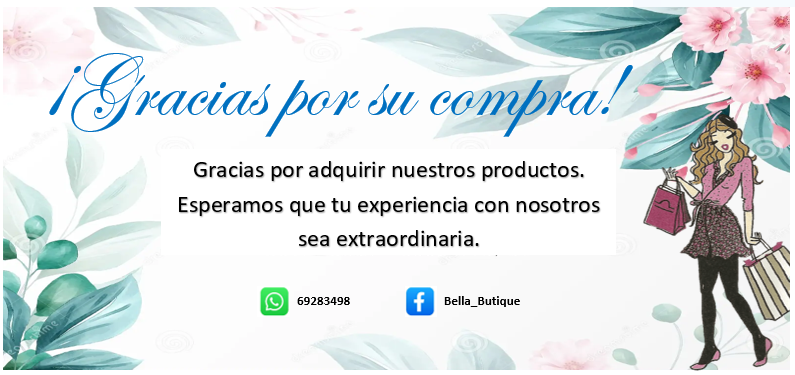 ¡Gracias por su compra!
Gracias por adquirir nuestros productos.
Esperamos que tu experiencia con nosotros
sea extraordinaria.
69283498
Bella_Butique